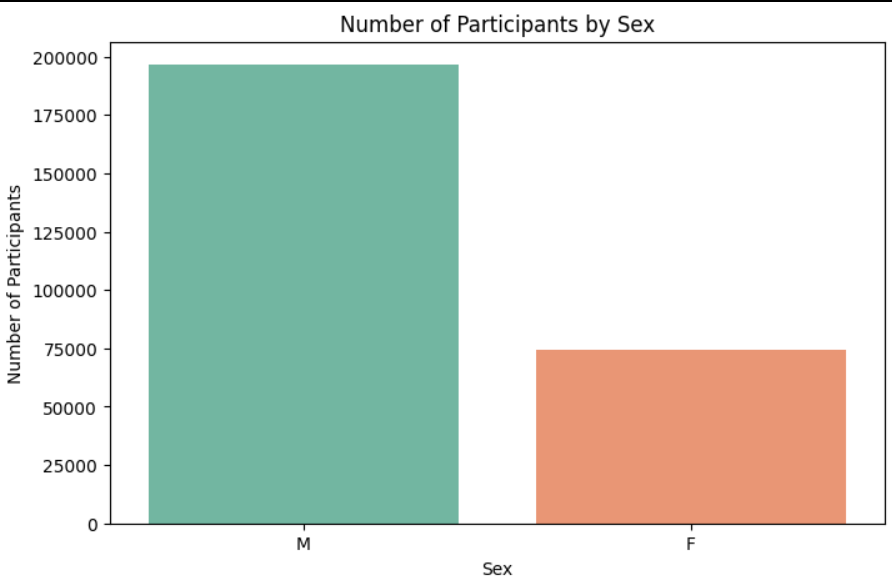 Number of Participants by Sex
Number of Participants
200000
175000
150000
125000
100000
75000
50000
25000
0
M F
Sex